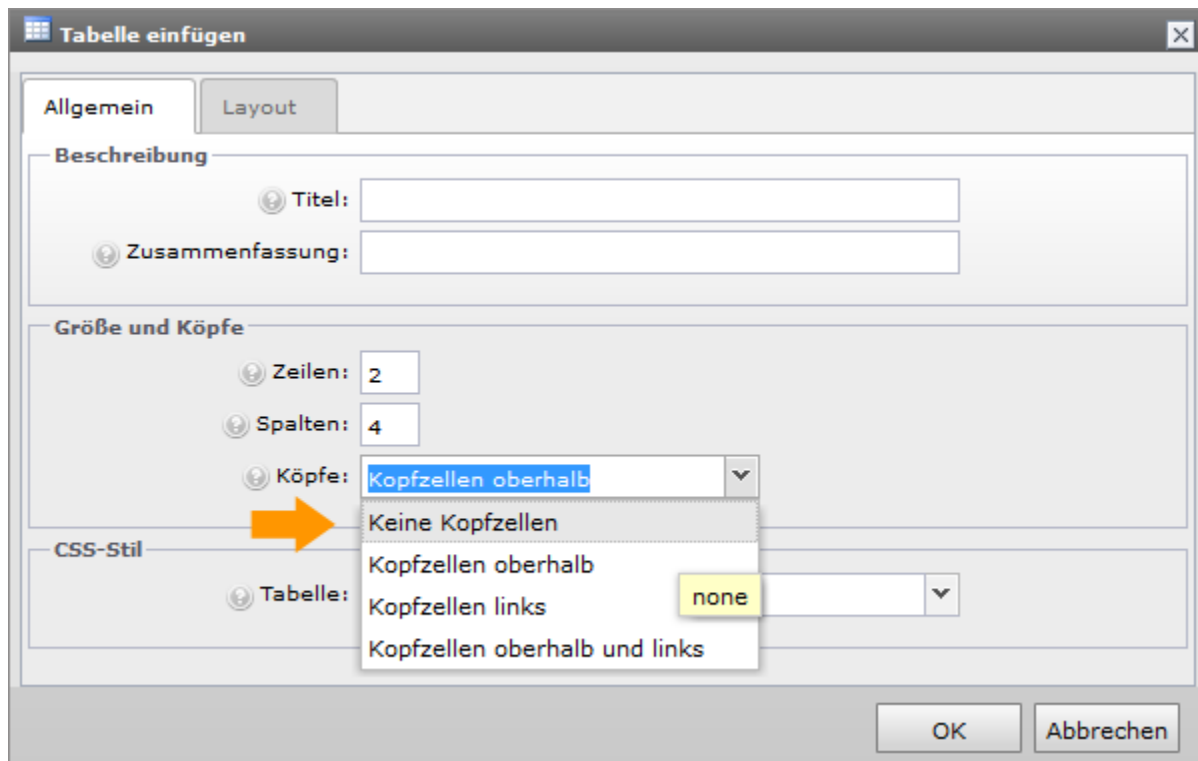 Tabelle einfügen
Allgemein
Layout
Beschreibung
Titel:
Zusammenfassung:
Größe und Köpfe
Zeilen: 2
Spalten: 4
Köpfe: Kopfzellen oberhalb
Keine Kopfzellen
CSS-Stil
Kopfzellen oberhalb
Tabelle:
none
Kopfzellen links
Kopfzellen oberhalb und links
OK
Abbrechen